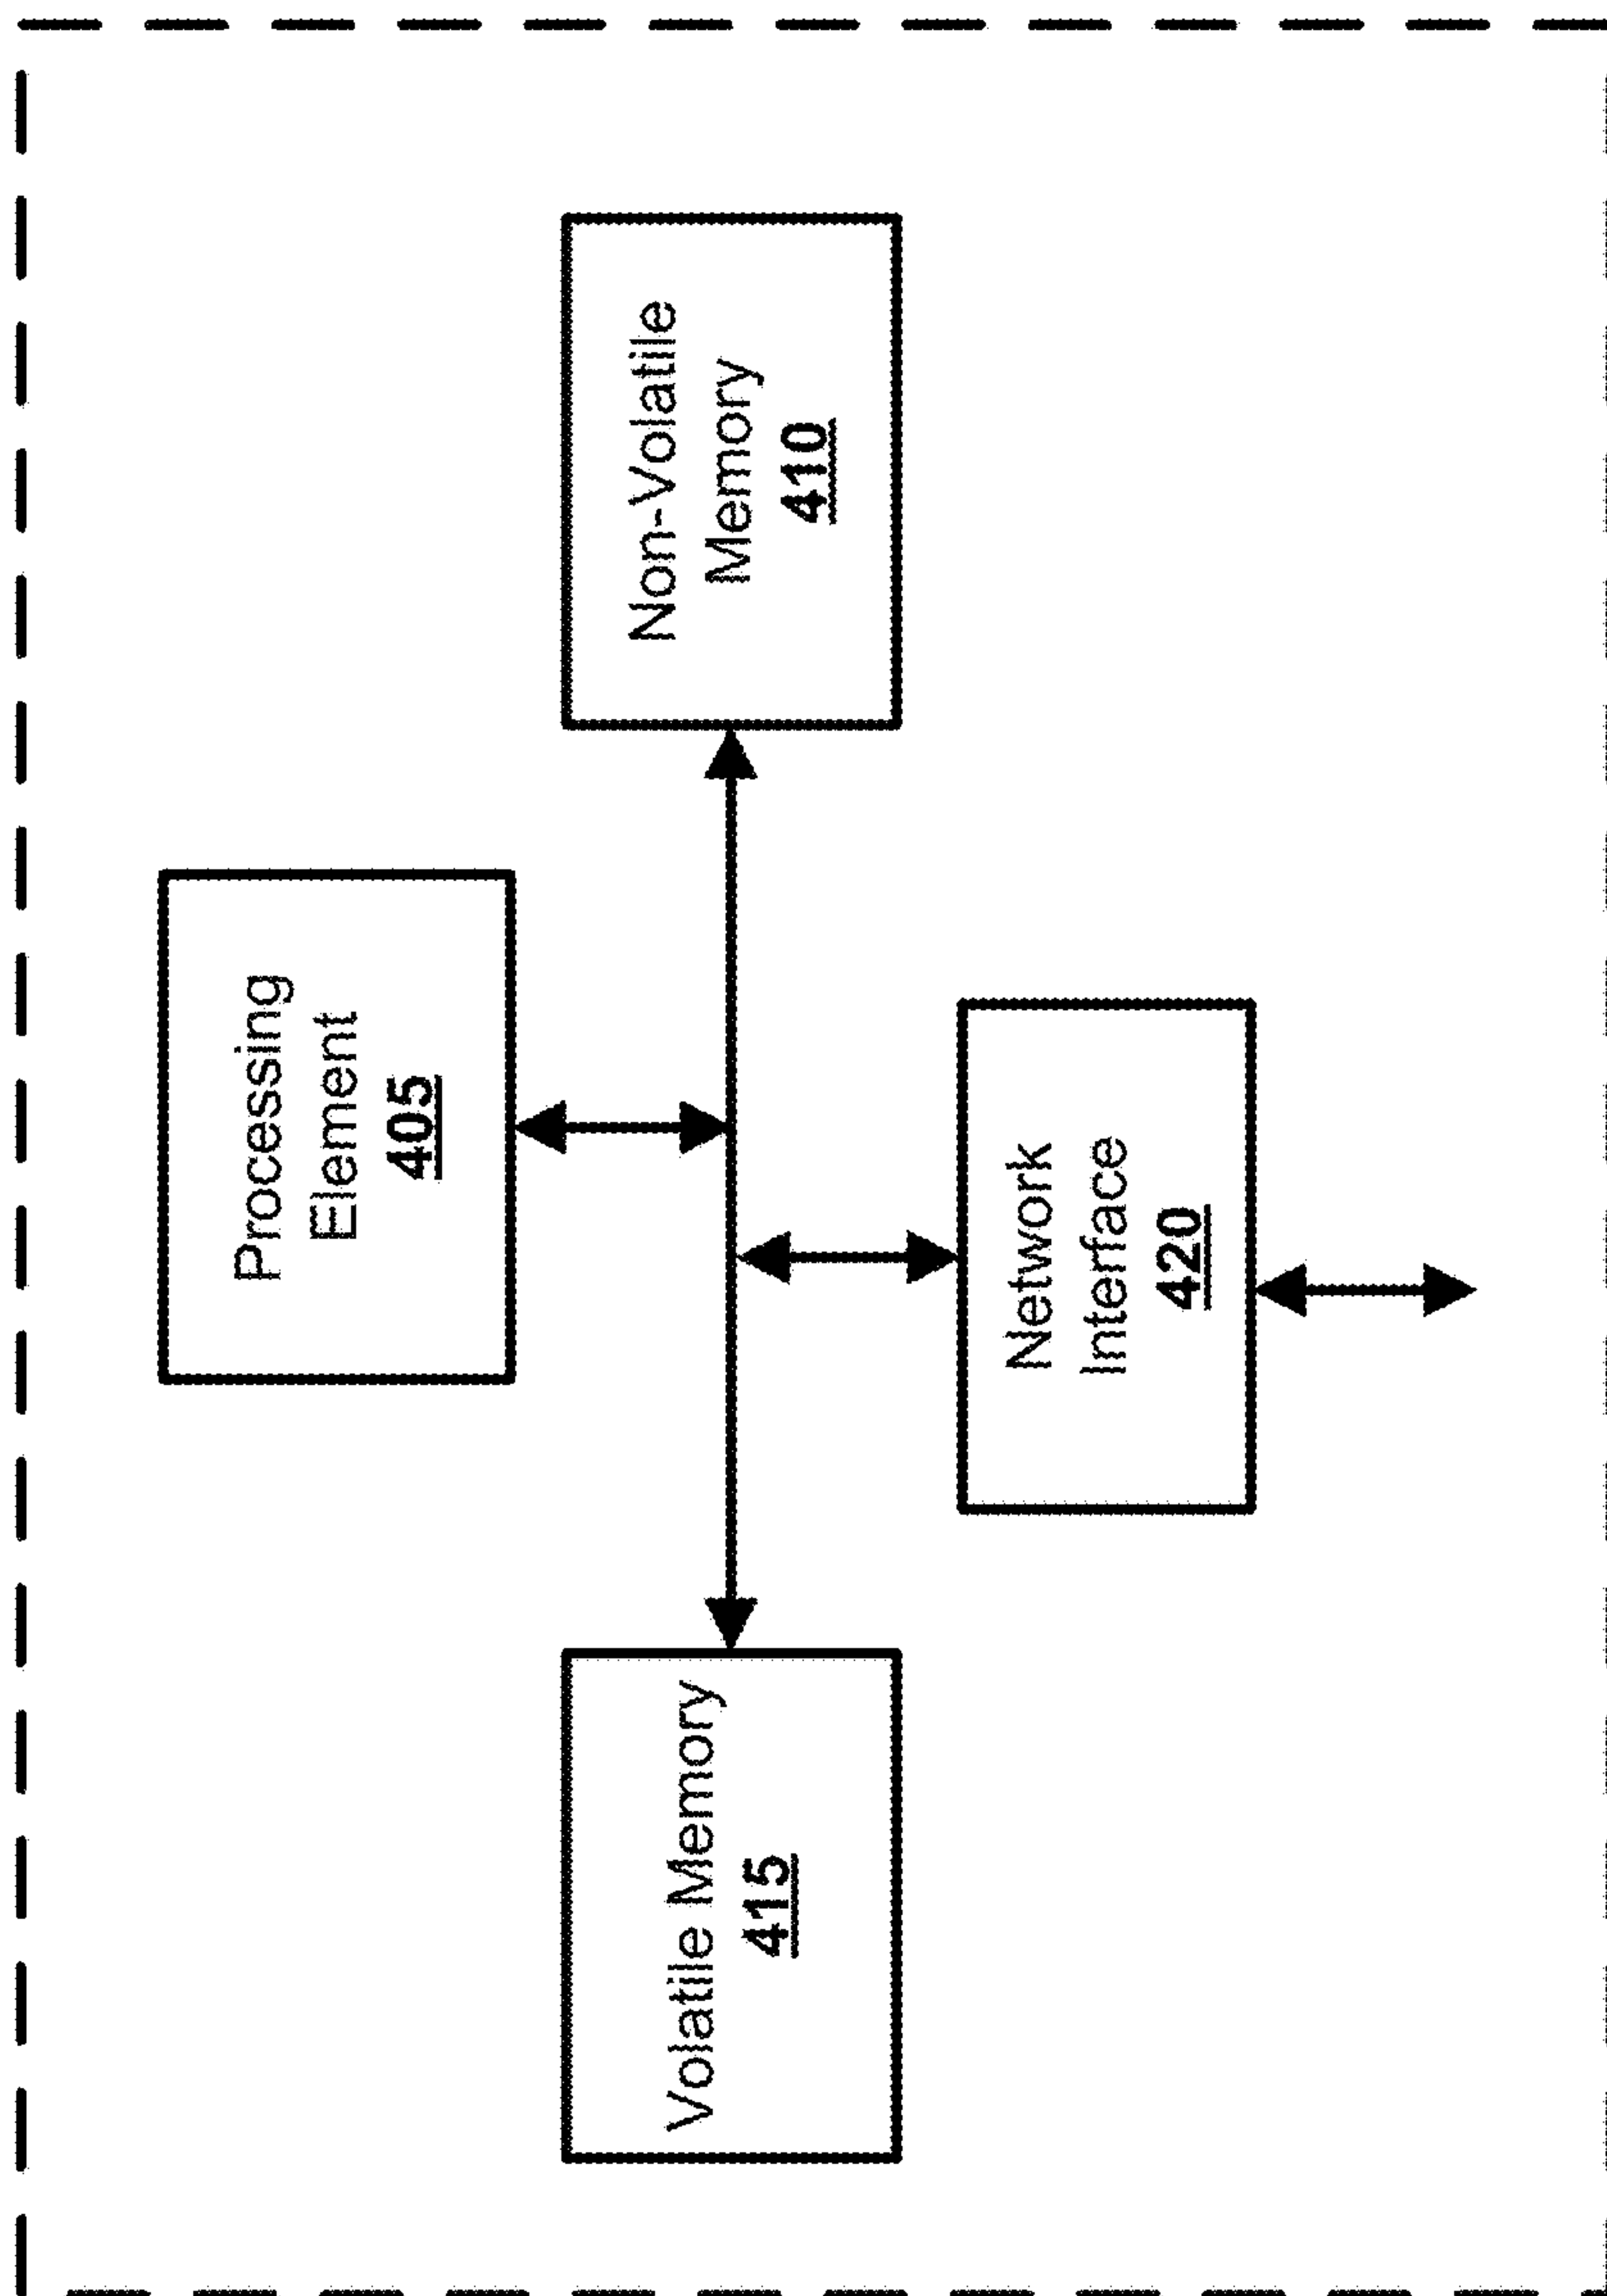 Processing
Element
405
Volatile Memory
415
Non-Volatile
Memory
410
Network
Interface
420